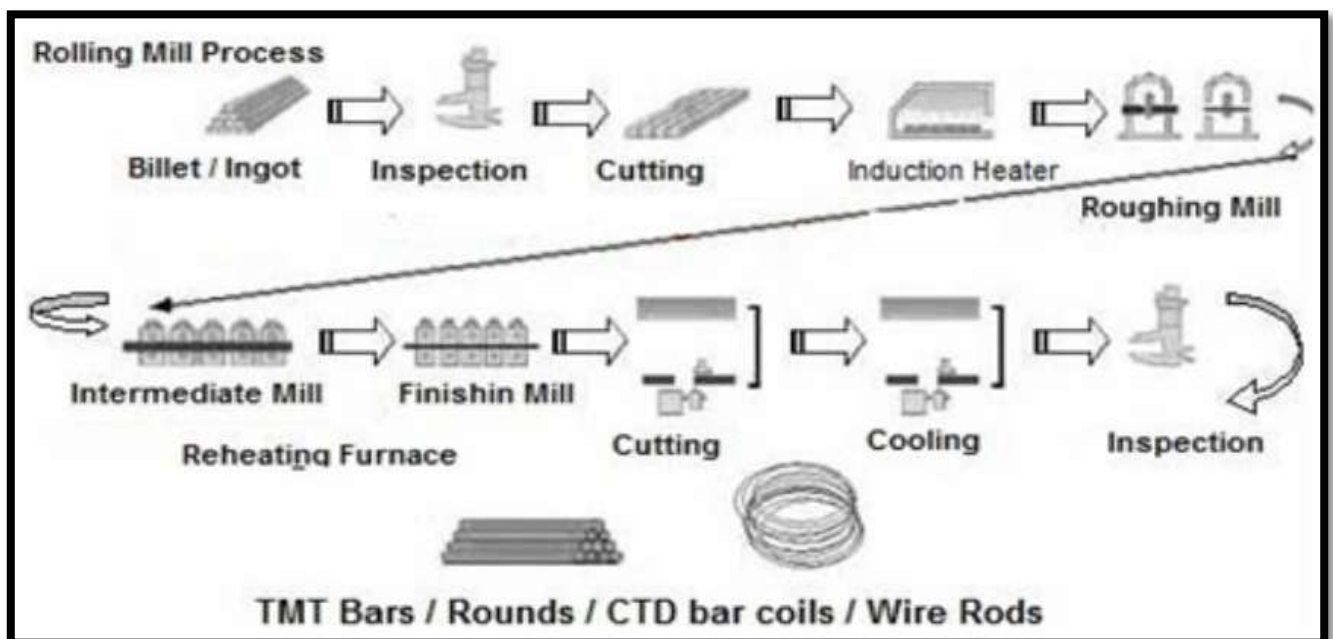 Rolling Mill Process
Billet / Ingot
Inspection
Cutting
Induction Heater
Roughing Mill
Intermediate Mill
Finishin Mill
Cutting
Cooling
Inspection
Reheating Furnace
TMT Bars / Rounds / CTD bar coils / Wire Rods